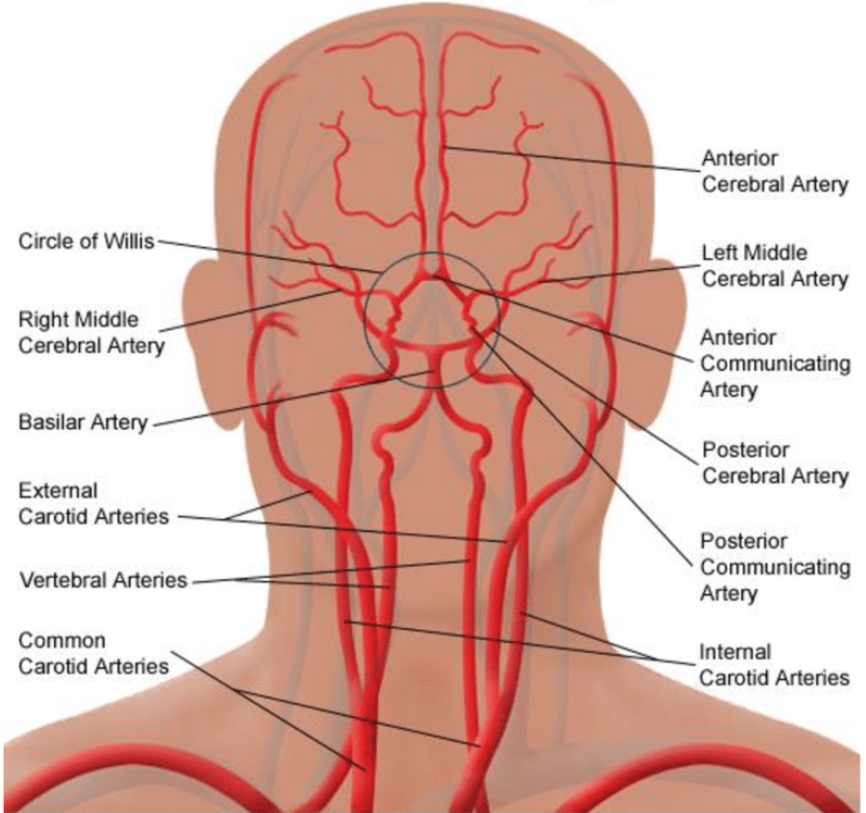 Circle of Willis
Right Middle
Cerebral Artery
Basilar Artery
External
Carotid Arteries
Vertebral Arteries
Common
Carotid Arteries
Anterior
Cerebral Artery
Left Middle
Cerebral Artery
Anterior
Communicating
Artery
Posterior
Cerebral Artery
Posterior
Communicating
Artery
Internal
Carotid Arteries